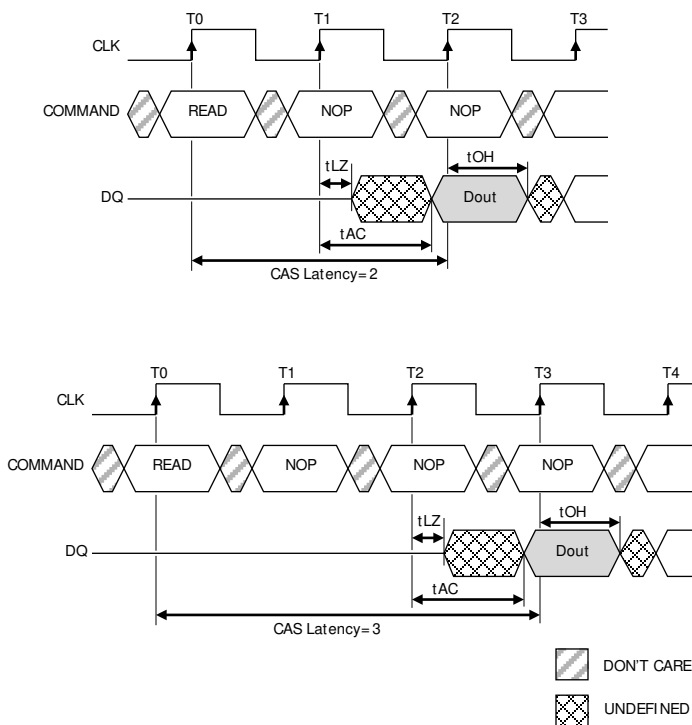 T0 T1 T2 T3
CLK
COMMAND READ NOP NOP
tLZ tOH
DQ Dout
tAC
CAS Latency=2
T0 T1 T2 T3 T4
CLK
COMMAND READ NOP NOP NOP
tLZ tOH
DQ Dout
tAC
CAS Latency=3
DON'T CARE
UNDEFINED